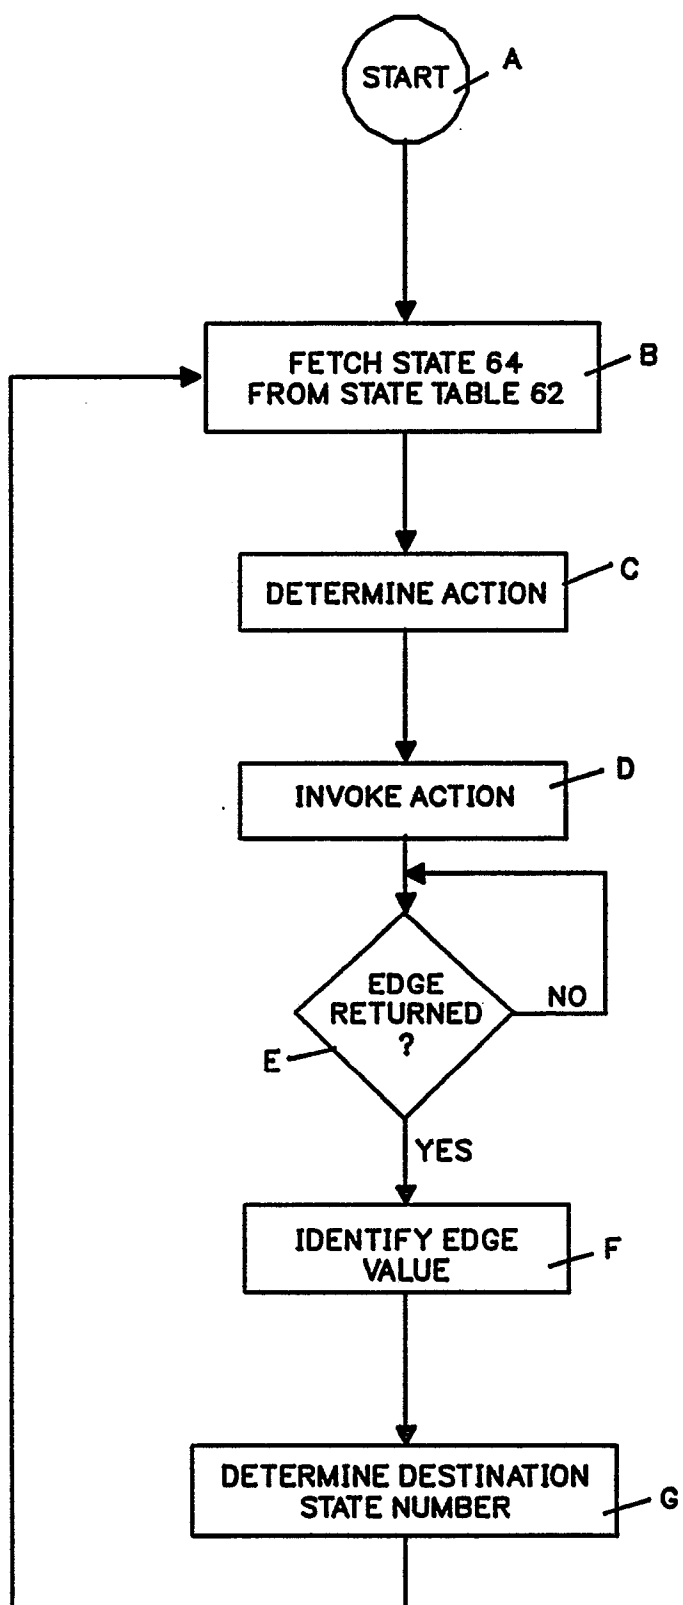 START
A
FETCH STATE 64
FROM STATE TABLE 62
B
DETERMINE ACTION
C
INVOKE ACTION
D
EDGE
RETURNED
?
NO
E
YES
IDENTIFY EDGE
VALUE
F
DETERMINE DESTINATION
STATE NUMBER
G